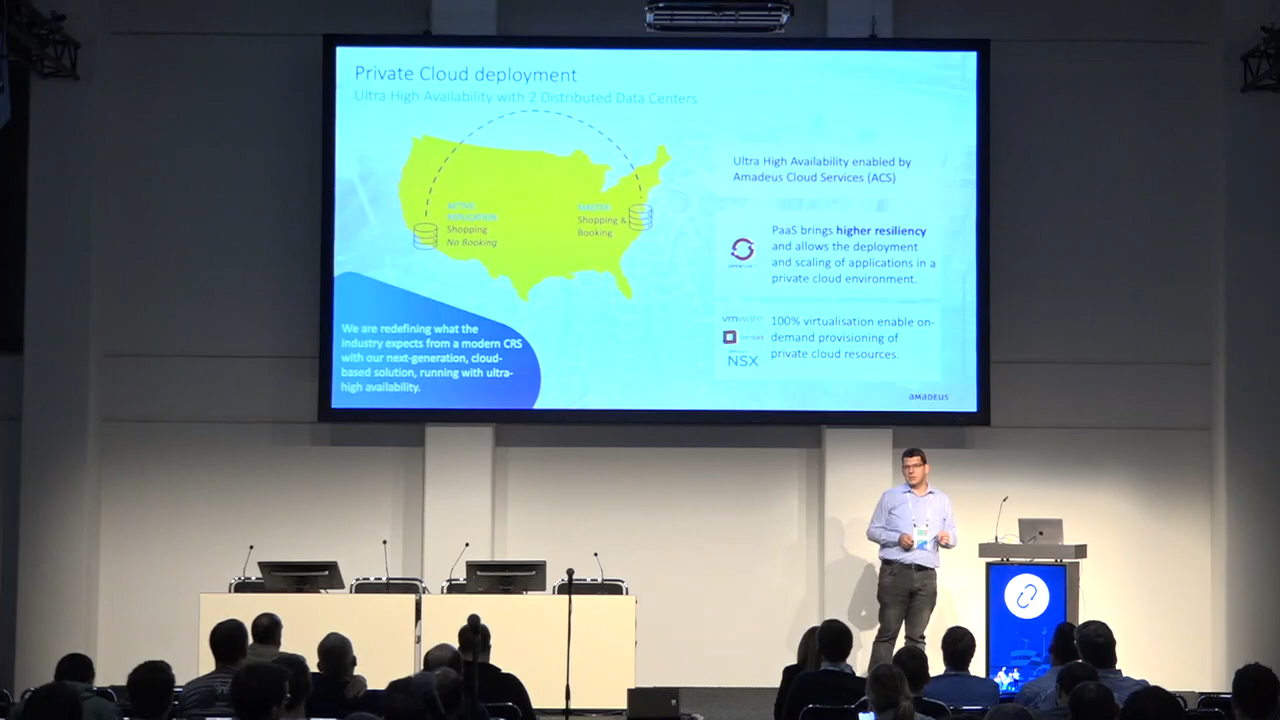 Private Cloud deployment
Ultra High Availability with 2 Distributed Data Centers
ACTIVE
REPLICATION
Shopping
No Booking
MASTER
Shopping &
Booking
Ultra High Availability enabled by
Amadeus Cloud Services (ACS)
PaaS brings higher resiliency
and allows the deployment
and scaling of applications in a
private cloud environment.
vmware
100% virtualisation enable on-
demand provisioning of
private cloud resources.
NSX
We are redefining what the
industry expects from a modern CRS
with our next-generation, cloud-
based solution, running with ultra-
high availability.
amadeus